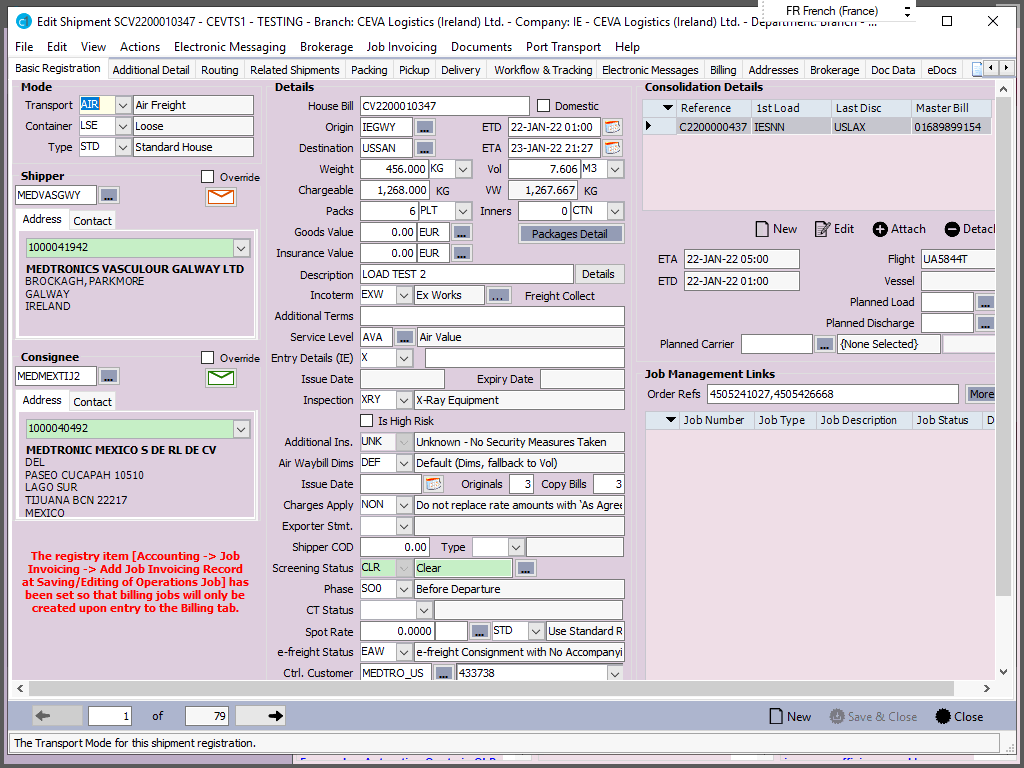 Edit Shipment SCV2200010347 - CEVTS1 - TESTING - Branch: CEVA Logistics (Ireland) Ltd. - Company: IE - CEVA Logistics (Ireland) Ltd. - Department: Branch - ...
FR French (France)
File Edit View Actions Electronic Messaging Brokerage Job Invoicing Documents Port Transport Help
Basic Registration Additional Detail Routing Related Shipments Packing Pickup Delivery Workflow & Tracking Electronic Messages Billing Addresses Brokerage Doc Data eDocs
Mode
Transport AIR Air Freight
Container LSE Loose
Type STD Standard House
Shipper Override
MEDVASGWY ...
Address Contact
1000041942
MEDTRONICS VASCULOUR GALWAY LTD
BROCKAGH,PARKMORE
GALWAY
IRELAND
Consignee Override
MEDMEXTIJ2 ...
Address Contact
1000040492
MEDTRONIC MEXICO S DE RL DE CV
DEL
PASEO CUCAPAH 10510
LAGO SUR
TIJUANA BCN 22217
MEXICO
The registry item [Accounting -> Job
Invoicing -> Add Job Invoicing Record
at Saving/Editing of Operations Job] has
been set so that billing jobs will only be
created upon entry to the Billing tab.
Details
House Bill CV2200010347 Domestic
Origin IEGWY ... ETD 22-JAN-22 01:00
Destination USSAN ... ETA 23-JAN-22 21:27
Weight 456.000 KG Vol 7.606 M3
Chargeable 1,268.000 KG VW 1,267.667 KG
Packs 6 PLT Inners 0 CTN
Goods Value 0.00 EUR ... Packages Detail
Insurance Value 0.00 EUR ...
Description LOAD TEST 2 Details
Incoterm EXW Ex Works ... Freight Collect
Additional Terms
Service Level AVA ... Air Value
Entry Details (IE) X
Issue Date Expiry Date
Inspection XRY X-Ray Equipment
Is High Risk
Additional Ins. UNK Unknown - No Security Measures Taken
Air Waybill Dims DEF Default (Dims, fallback to Vol)
Issue Date Originals 3 Copy Bills 3
Charges Apply NON Do not replace rate amounts with `As Agree
Exporter Stmt.
Shipper COD 0.00 Type
Screening Status CLR Clear ...
Phase SO0 Before Departure
CT Status
Spot Rate 0.0000 ... STD Use Standard R
e-freight Status EAW e-freight Consignment with No Accompanyi
Ctrl. Customer MEDTRO_US ... 433738
Consolidation Details
Reference 1st Load Last Disc Master Bill
C2200000437 IESNN USLAX 01689899154
New Edit Attach Detach
ETA 22-JAN-22 05:00 Flight UA5844T
ETD 22-JAN-22 01:00 Vessel
Planned Load ...
Planned Discharge ...
Planned Carrier ... {None Selected}
Job Management Links
Order Refs 4505241027,4505426668 More
Job Number Job Type Job Description Job Status D
1 of 79 New Save & Close Close
The Transport Mode for this shipment registration.